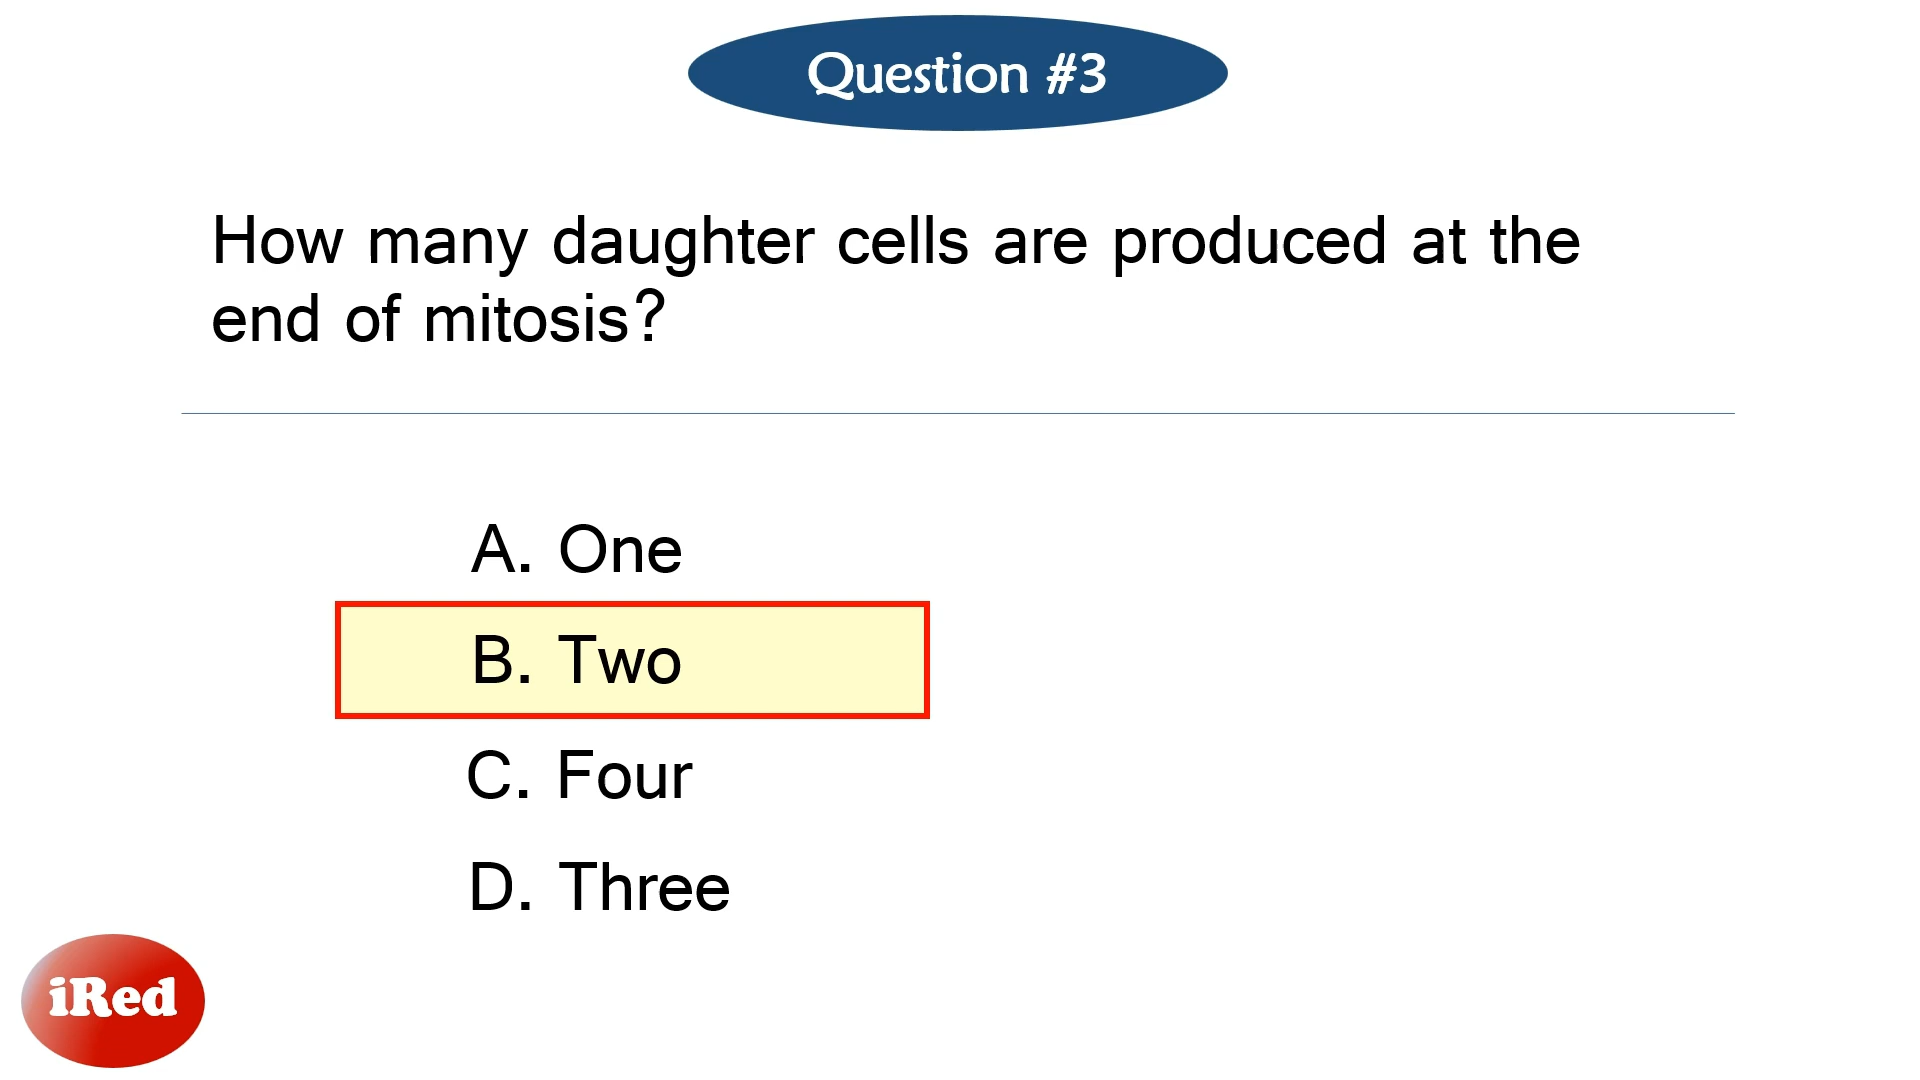 Question #3
How many daughter cells are produced at the
end of mitosis?
A. One
B. Two
C. Four
D. Three
iRed